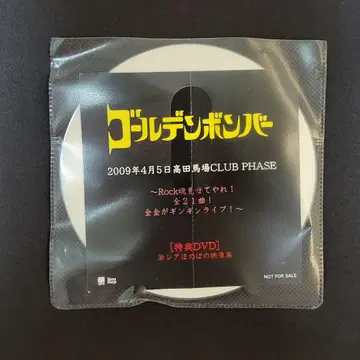 ゴールデンボンバー
2009年4月5日高田馬場CLUB PHASE
～Rock魂見せてやれ！
全21曲！
金金がギンギンライブ！～
[特典DVD]
激レアほのぼの映像集
NOT FOR SALE